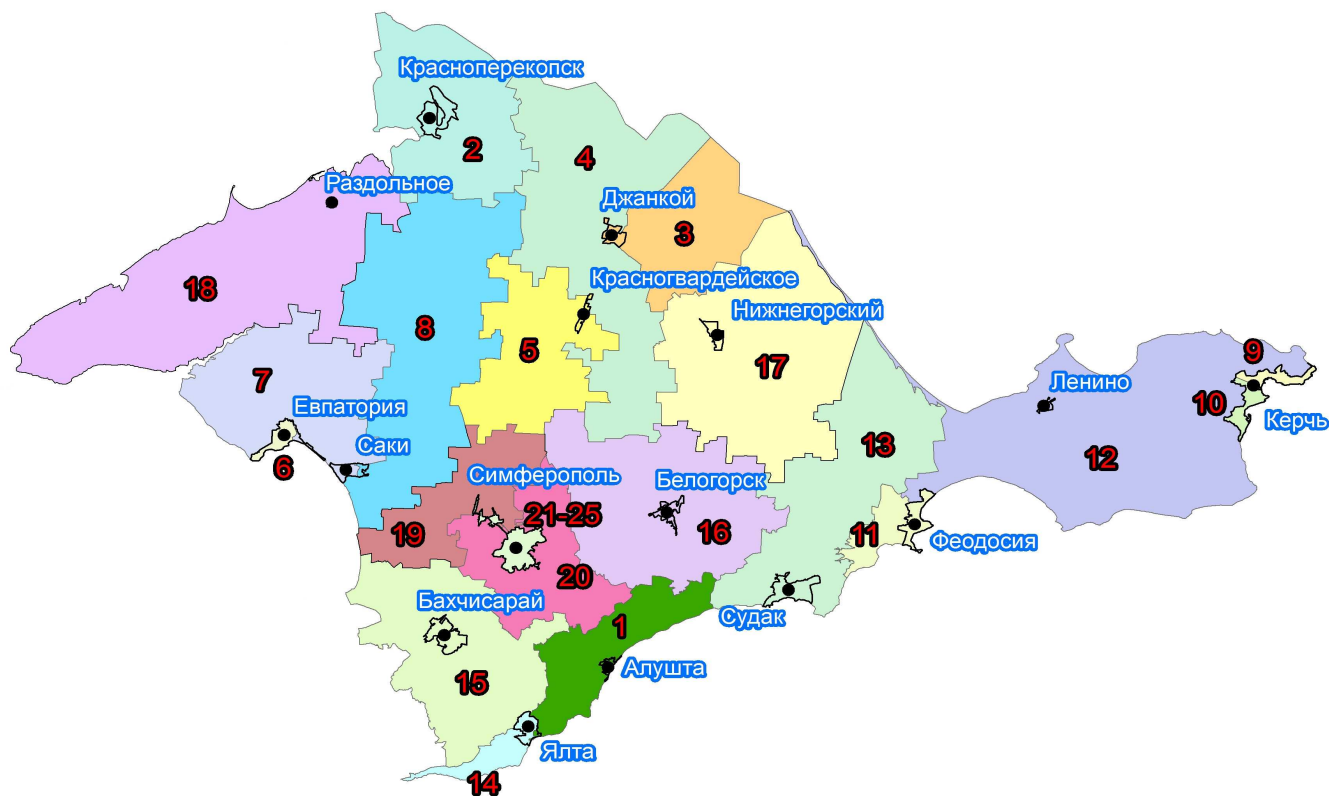 Красноперекопск
2
4
Раздольное
Джанкой
3
18
Красногвардейское
Нижнегорский
8
5
17
9
7
Ленино
10
Евпатория
Керчь
6
Саки
13
12
Симферополь
Белогорск
21-25
19
16
11
Феодосия
20
Бахчисарай
Судак
1
Алушта
15
Ялта
14